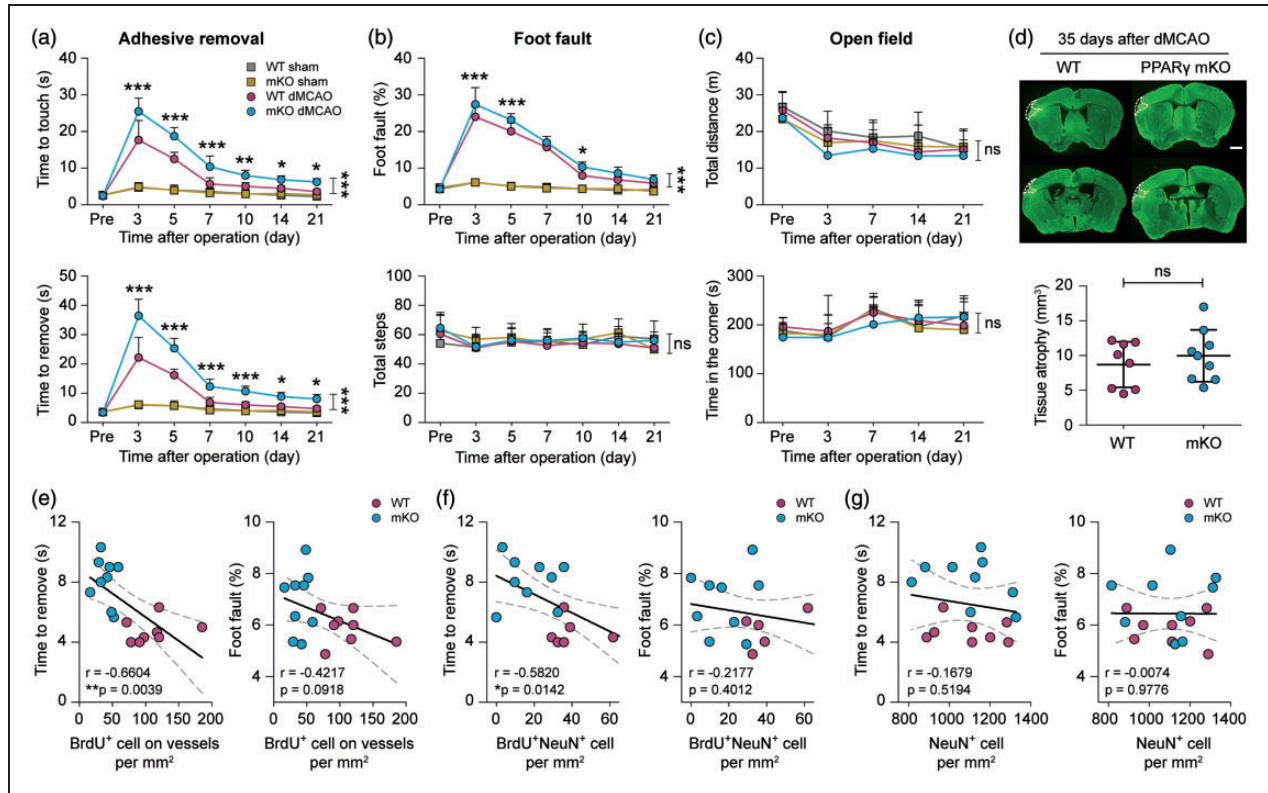 (a)
Adhesive removal
Time to touch (s)
40
30
20
10
0
WT sham
mKO sham
WT dMCAO
mKO dMCAO
***
***
***
**
*
*
***
Pre 3 5 7 10 14 21
Time after operation (day)
Time to remove (s)
50
40
30
20
10
0
***
***
***
***
*
*
***
Pre 3 5 7 10 14 21
Time after operation (day)
(b)
Foot fault
Foot fault (%)
40
30
20
10
0
***
***
*
***
Pre 3 5 7 10 14 21
Time after operation (day)
Total steps
100
80
60
40
20
0
ns
Pre 3 5 7 10 14 21
Time after operation (day)
(c)
Open field
Total distance (m)
40
30
20
10
0
ns
Pre 3 7 14 21
Time after operation (day)
Time in the corner (s)
300
200
100
0
ns
Pre 3 7 14 21
Time after operation (day)
(d)
35 days after dMCAO
WT PPARγ mKO
ns
Tissue atrophy (mm³)
20
15
10
5
0
WT mKO
(e)
WT
mKO
Time to remove (s)
12
8
4
0
r = -0.6604
**p = 0.0039
0 50 100 150 200
BrdU⁺ cell on vessels
per mm²
Foot fault (%)
10
8
6
4
r = -0.4217
p = 0.0918
0 50 100 150 200
BrdU⁺ cell on vessels
per mm²
(f)
WT
mKO
Time to remove (s)
12
8
4
0
r = -0.5820
*p = 0.0142
0 20 40 60
BrdU⁺NeuN⁺ cell
per mm²
Foot fault (%)
10
8
6
4
r = -0.2177
p = 0.4012
0 20 40 60
BrdU⁺NeuN⁺ cell
per mm²
(g)
WT
mKO
Time to remove (s)
12
8
4
0
r = -0.1679
p = 0.5194
800 1000 1200 1400
NeuN⁺ cell
per mm²
Foot fault (%)
10
8
6
4
r = -0.0074
p = 0.9776
800 1000 1200 1400
NeuN⁺ cell
per mm²